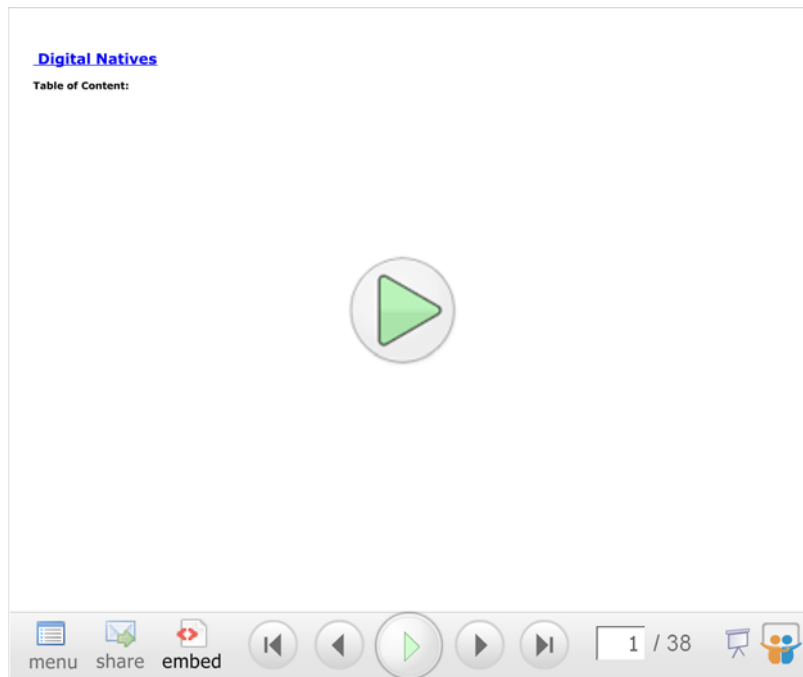 Digital Natives
Table of Content:
menu share embed 1 / 38